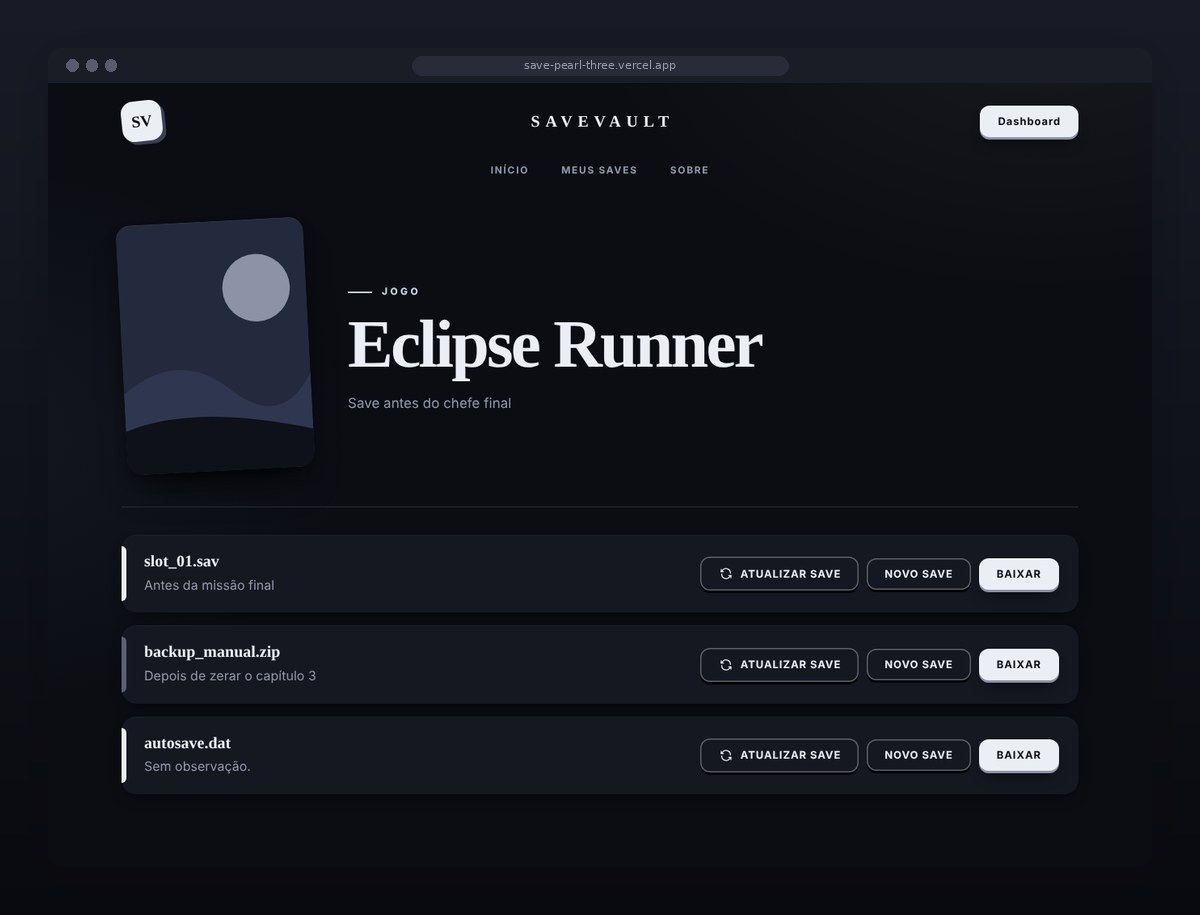 save-pearl-three.vercel.app
SV
SAVEVAULT
Dashboard
INÍCIO MEUS SAVES SOBRE
JOGO
Eclipse Runner
Save antes do chefe final
slot_01.sav
Antes da missão final
ATUALIZAR SAVE NOVO SAVE BAIXAR
backup_manual.zip
Depois de zerar o capítulo 3
ATUALIZAR SAVE NOVO SAVE BAIXAR
autosave.dat
Sem observação.
ATUALIZAR SAVE NOVO SAVE BAIXAR